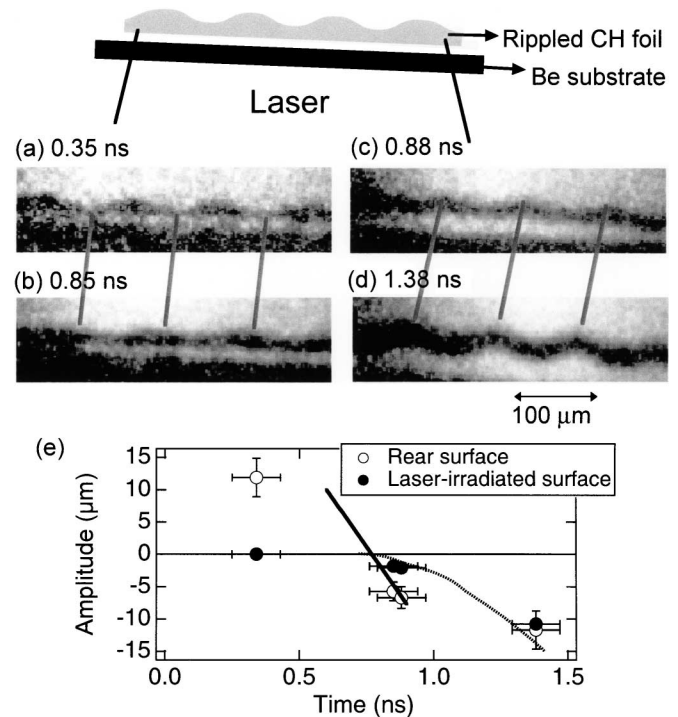 Rippled CH foil
Be substrate
Laser
(a) 0.35 ns
(c) 0.88 ns
(b) 0.85 ns
(d) 1.38 ns
100 μm
(e)
Rear surface
Laser-irradiated surface
Amplitude (μm)
15
10
5
0
-5
-10
-15
0.0
0.5
1.0
1.5
Time (ns)